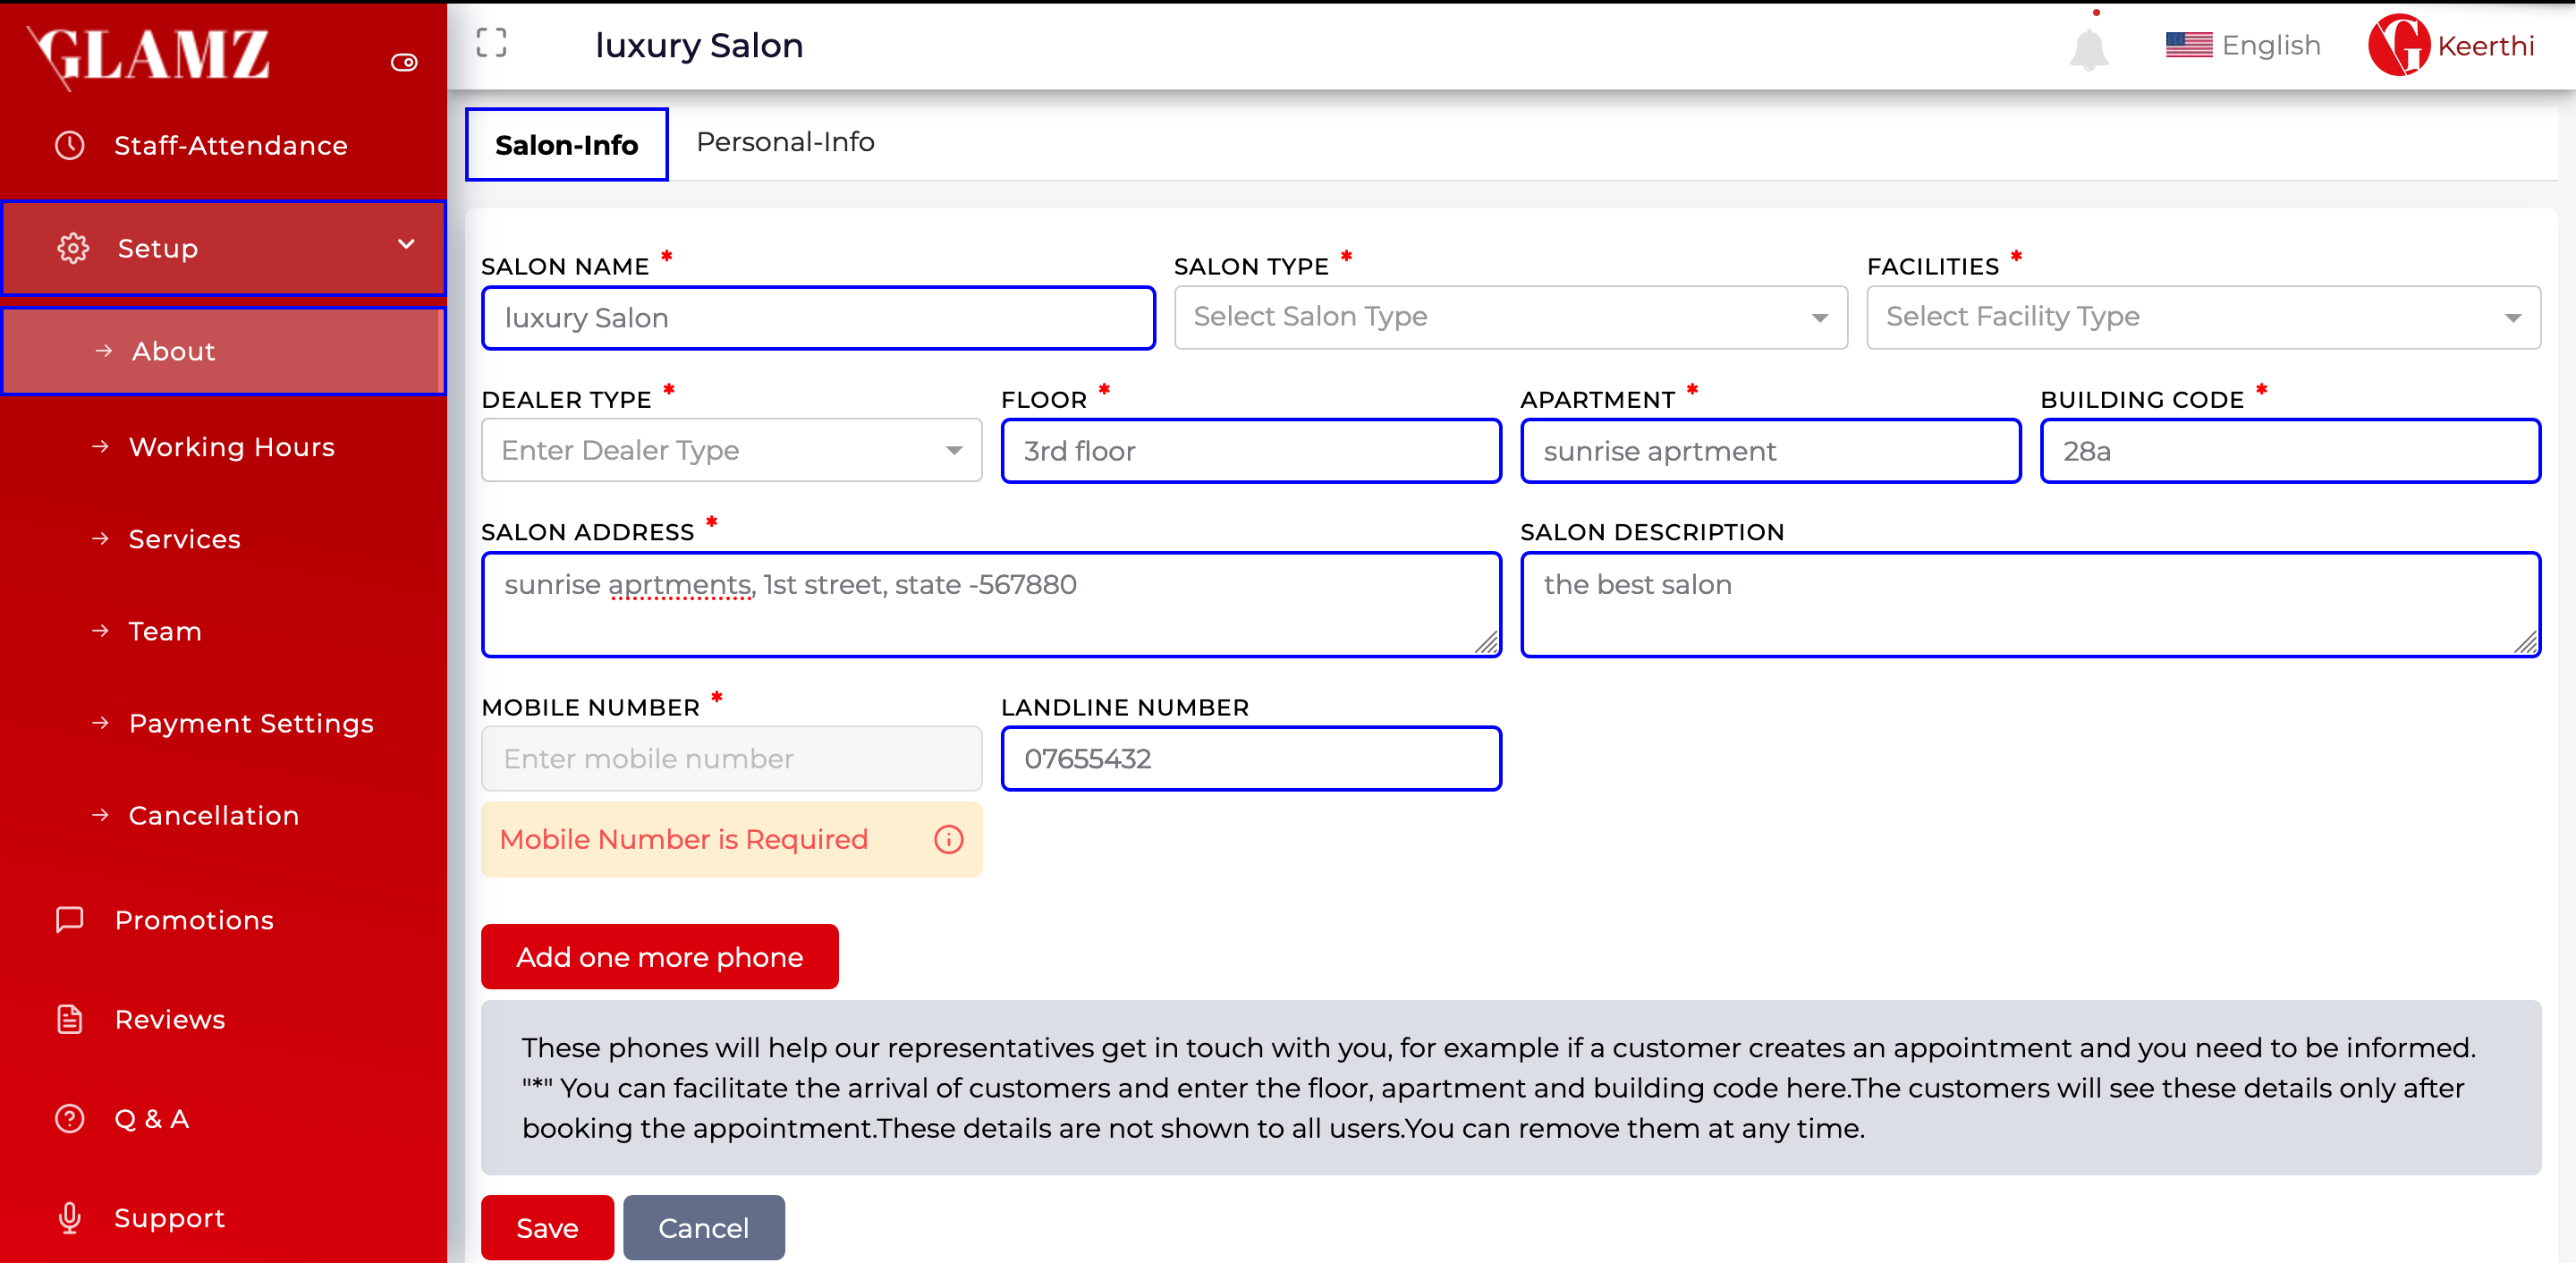 GLAMZ
luxury Salon
English
Keerthi
Staff-Attendance
Setup
About
Working Hours
Services
Team
Payment Settings
Cancellation
Promotions
Reviews
Q & A
Support
Salon-Info
Personal-Info
SALON NAME *
luxury Salon
SALON TYPE *
Select Salon Type
FACILITIES *
Select Facility Type
DEALER TYPE *
Enter Dealer Type
FLOOR *
3rd floor
APARTMENT *
sunrise aprtment
BUILDING CODE *
28a
SALON ADDRESS *
sunrise aprtments, 1st street, state -567880
SALON DESCRIPTION
the best salon
MOBILE NUMBER *
Enter mobile number
LANDLINE NUMBER
07655432
Mobile Number is Required
Add one more phone
These phones will help our representatives get in touch with you, for example if a customer creates an appointment and you need to be informed.
"*" You can facilitate the arrival of customers and enter the floor, apartment and building code here.The customers will see these details only after
booking the appointment.These details are not shown to all users.You can remove them at any time.
Save
Cancel